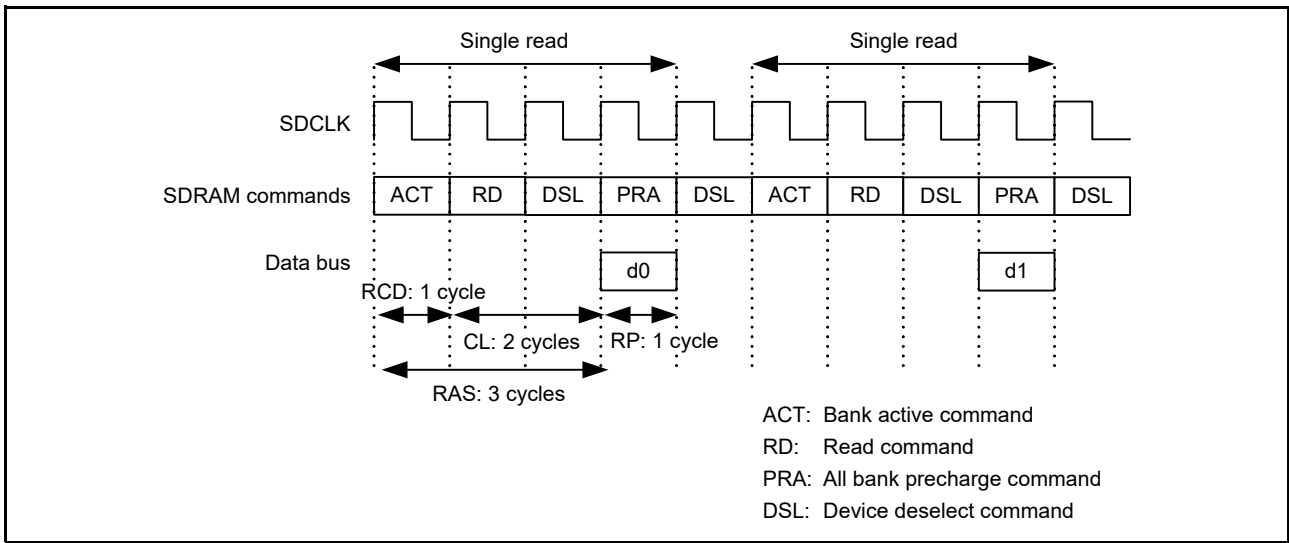 Single read Single read
SDCLK
SDRAM commands ACT RD DSL PRA DSL ACT RD DSL PRA DSL
Data bus d0 d1
RCD: 1 cycle
CL: 2 cycles RP: 1 cycle
RAS: 3 cycles
ACT: Bank active command
RD: Read command
PRA: All bank precharge command
DSL: Device deselect command